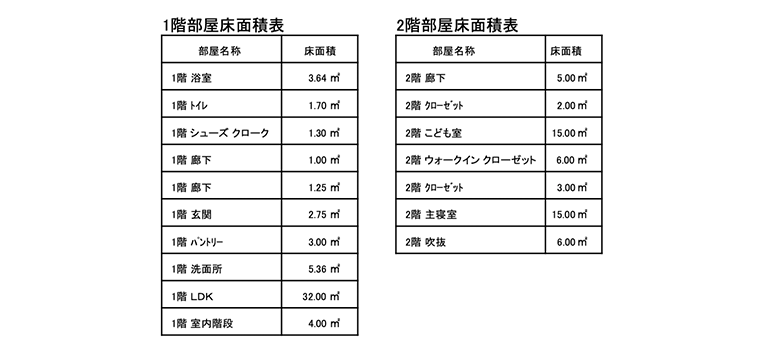 1階部屋床面積表
部屋名称 床面積
1階 浴室 3.64 ㎡
1階 ﾄｲﾚ 1.70 ㎡
1階 シューズ クローク 1.30 ㎡
1階 廊下 1.00 ㎡
1階 廊下 1.25 ㎡
1階 玄関 2.75 ㎡
1階 ﾊﾟﾝﾄﾘｰ 3.00 ㎡
1階 洗面所 5.36 ㎡
1階 ＬＤＫ 32.00 ㎡
1階 室内階段 4.00 ㎡
2階部屋床面積表
部屋名称 床面積
2階 廊下 5.00 ㎡
2階 ｸﾛｰｾﾞｯﾄ 2.00 ㎡
2階 こども室 15.00 ㎡
2階 ウォークイン クローゼット 6.00 ㎡
2階 ｸﾛｰｾﾞｯﾄ 3.00 ㎡
2階 主寝室 15.00 ㎡
2階 吹抜 6.00 ㎡